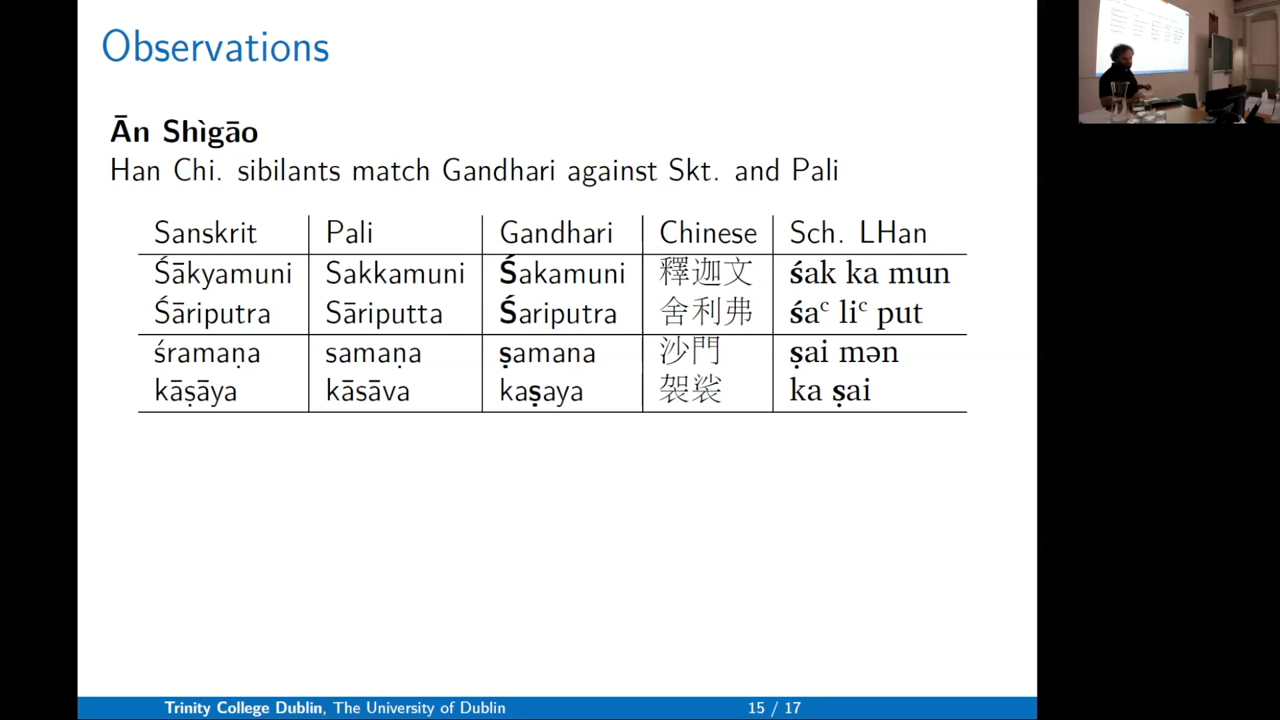 Observations
Ān Shìgāo
Han Chi. sibilants match Gandhari against Skt. and Pali
Sanskrit Pali Gandhari Chinese Sch. LHan
Śākyamuni Sakkamuni Śakamuni 釋迦文 śak ka mun
Śāriputra Sāriputta Śariputra 舍利弗 śaᶜ liᶜ put
śramaṇa samaṇa ṣamana 沙門 ṣai mən
kāṣāya kāsāva kaṣaya 袈裟 ka ṣai
Trinity College Dublin, The University of Dublin 15 / 17